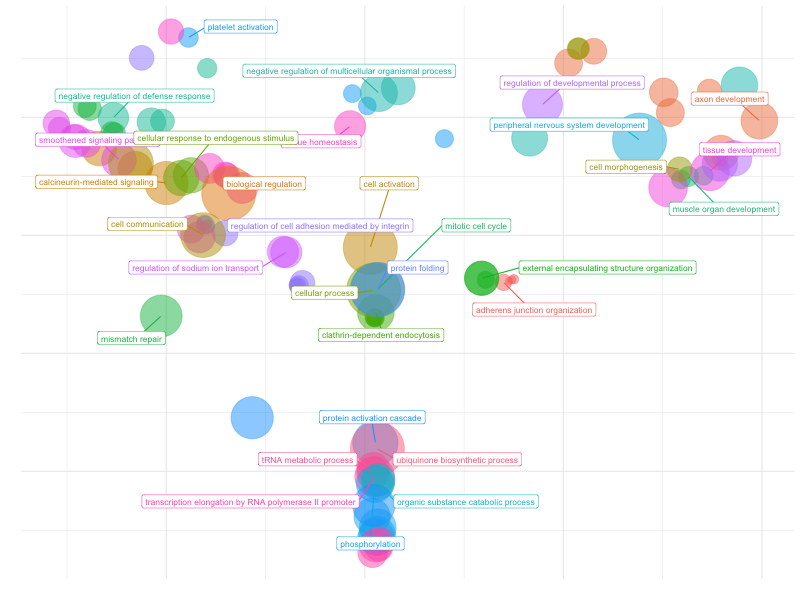 platelet activation
negative regulation of multicellular organismal process
regulation of developmental process
negative regulation of defense response
axon development
peripheral nervous system development
smoothened signaling pa
cellular response to endogenous stimulus
ue homeostasis
tissue development
cell morphogenesis
calcineurin-mediated signaling
biological regulation
cell activation
muscle organ development
cell communication
regulation of cell adhesion mediated by integrin
mitotic cell cycle
regulation of sodium ion transport
protein folding
external encapsulating structure organization
cellular process
adherens junction organization
mismatch repair
clathrin-dependent endocytosis
protein activation cascade
tRNA metabolic process
ubiquinone biosynthetic process
transcription elongation by RNA polymerase II promoter
organic substance catabolic process
phosphorylation